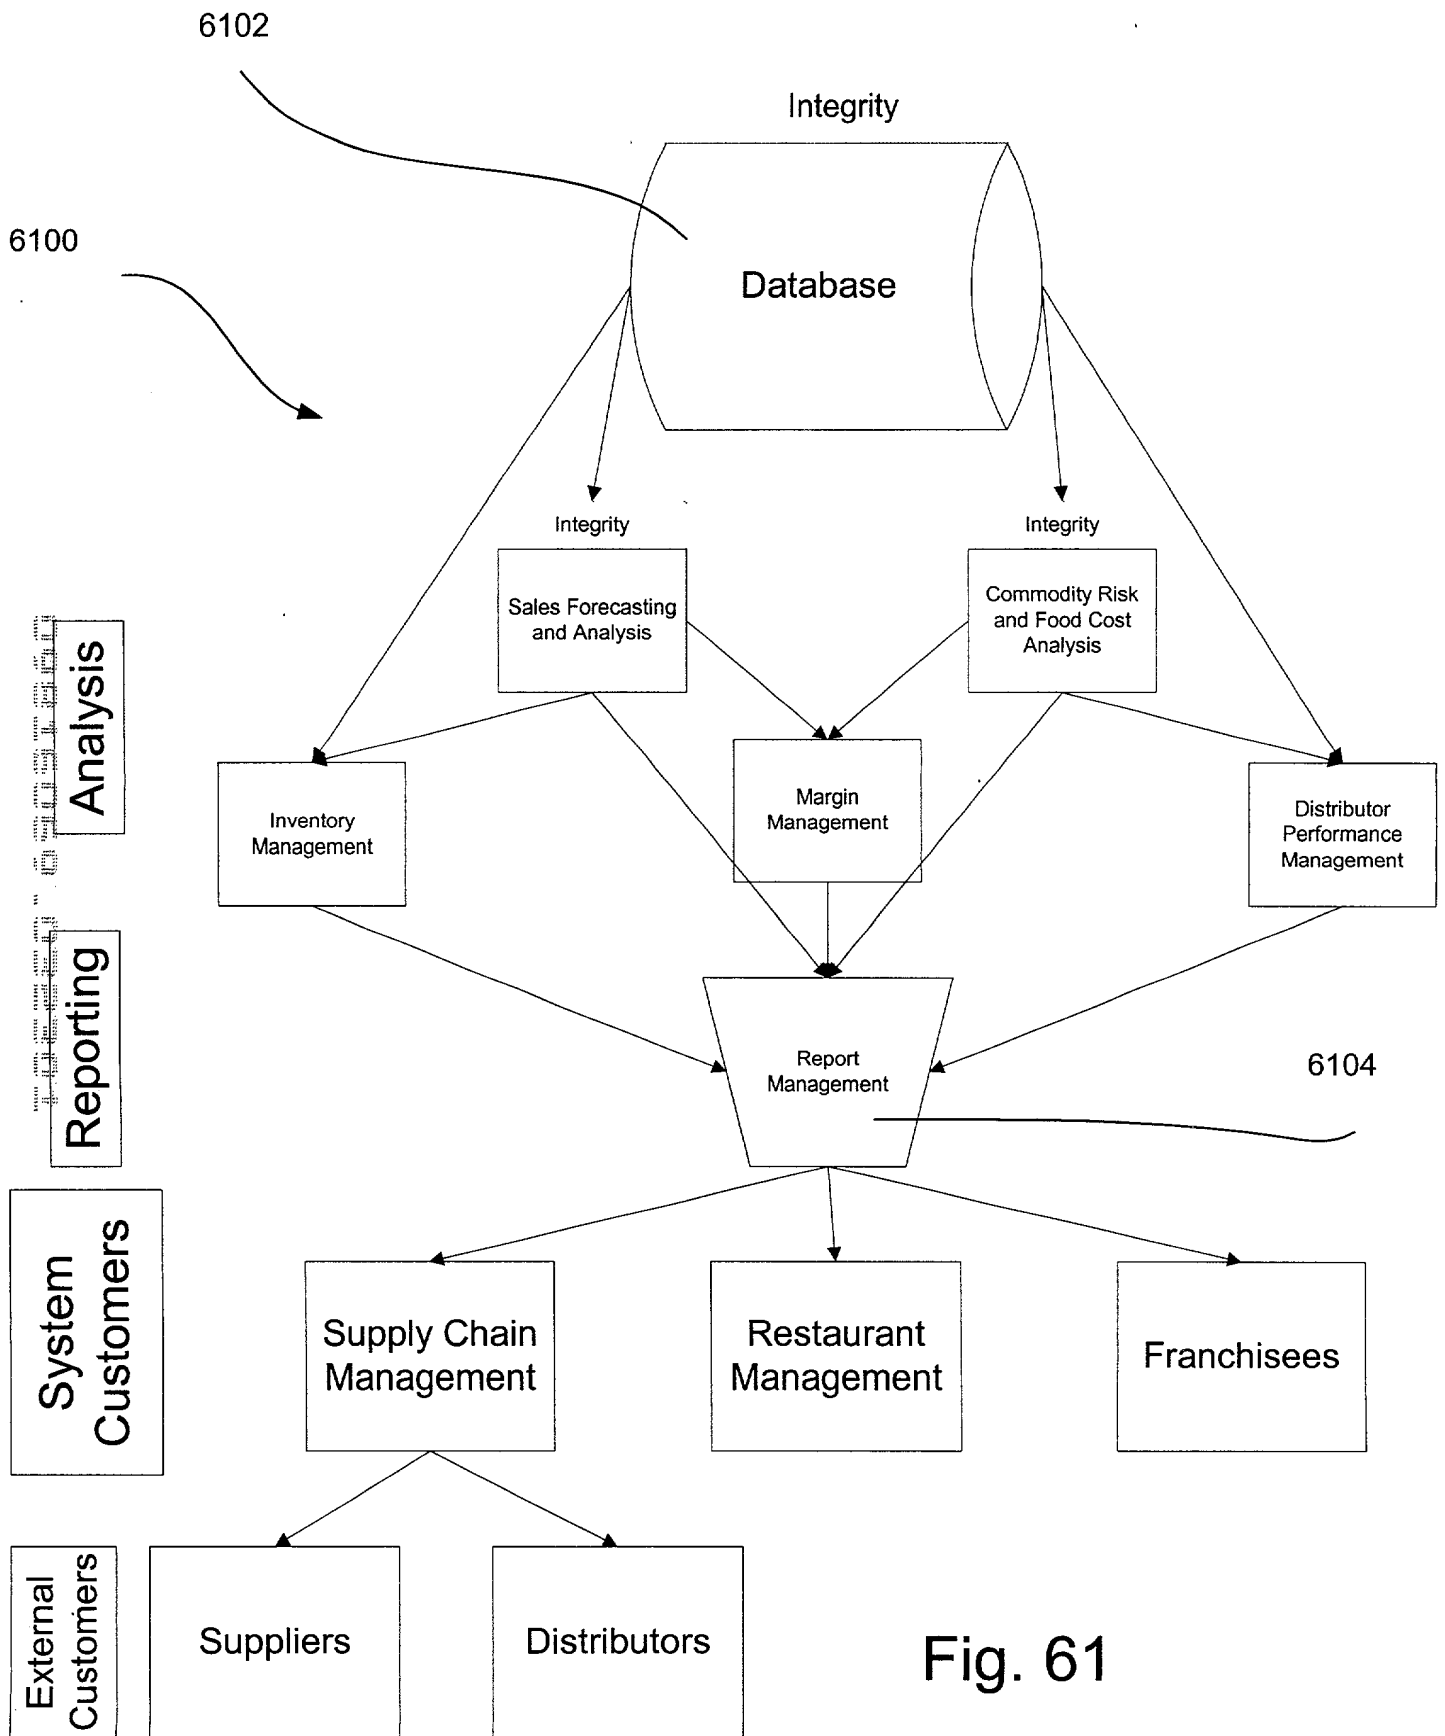 6102
Integrity
6100
Database
Integrity
Integrity
Sales Forecasting
and Analysis
Commodity Risk
and Food Cost
Analysis
Analysis
Inventory
Management
Margin
Management
Distributor
Performance
Management
Reporting
Report
Management
6104
System
Customers
Supply Chain
Management
Restaurant
Management
Franchisees
External
Customers
Suppliers
Distributors
Fig. 61